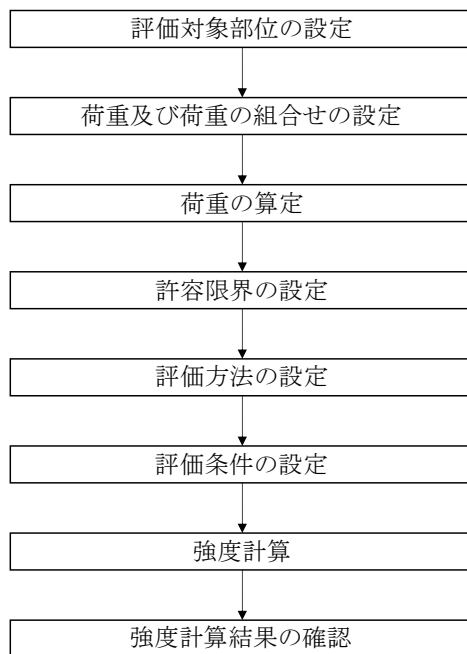 評価対象部位の設定
荷重及び荷重の組合せの設定
荷重の算定
許容限界の設定
評価方法の設定
評価条件の設定
強度計算
強度計算結果の確認